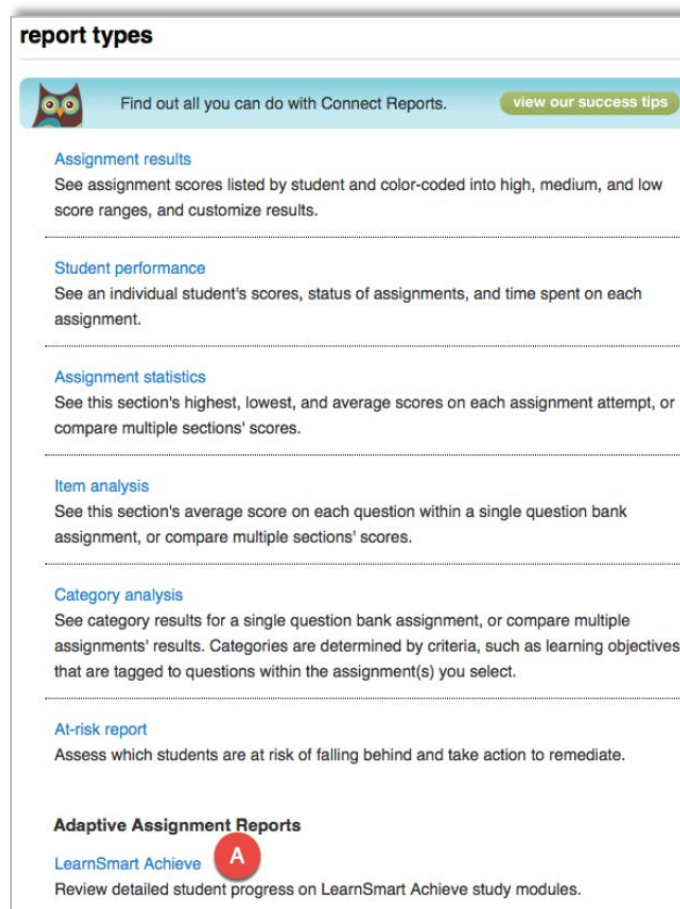 report types
Find out all you can do with Connect Reports.
view our success tips
Assignment results
See assignment scores listed by student and color-coded into high, medium, and low
score ranges, and customize results.
Student performance
See an individual student's scores, status of assignments, and time spent on each
assignment.
Assignment statistics
See this section's highest, lowest, and average scores on each assignment attempt, or
compare multiple sections' scores.
Item analysis
See this section's average score on each question within a single question bank
assignment, or compare multiple sections' scores.
Category analysis
See category results for a single question bank assignment, or compare multiple
assignments' results. Categories are determined by criteria, such as learning objectives
that are tagged to questions within the assignment(s) you select.
At-risk report
Assess which students are at risk of falling behind and take action to remediate.
Adaptive Assignment Reports
LearnSmart Achieve
A
Review detailed student progress on LearnSmart Achieve study modules.